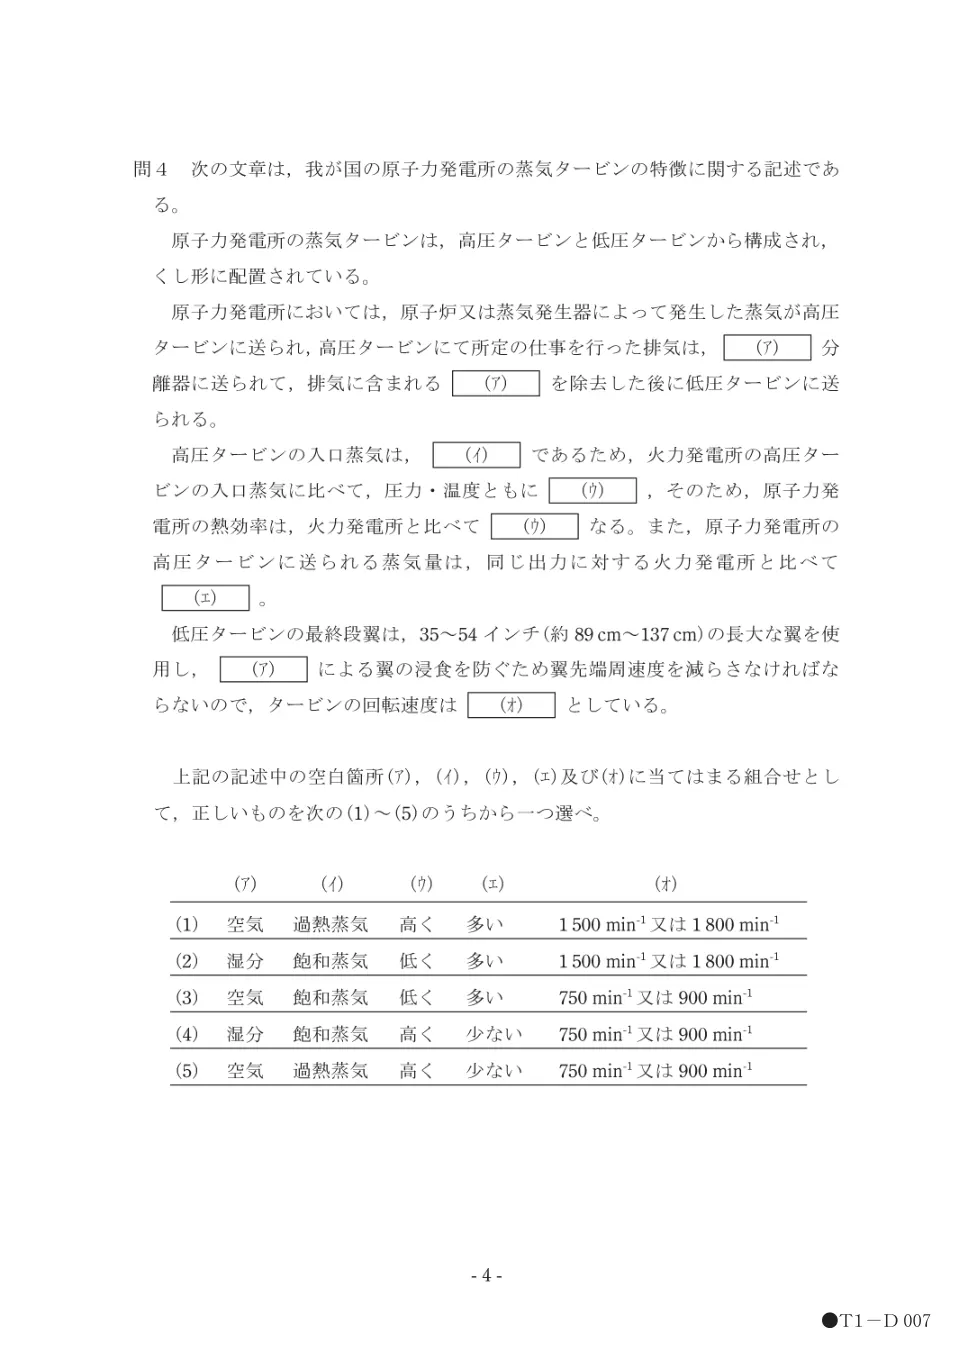 問４　次の文章は，我が国の原子力発電所の蒸気タービンの特徴に関する記述であ
る。
原子力発電所の蒸気タービンは，高圧タービンと低圧タービンから構成され，
くし形に配置されている。
原子力発電所においては，原子炉又は蒸気発生器によって発生した蒸気が高圧
タービンに送られ，高圧タービンにて所定の仕事を行った排気は， (ｱ) 分
離器に送られて，排気に含まれる (ｱ) を除去した後に低圧タービンに送
られる。
高圧タービンの入口蒸気は， (ｲ) であるため，火力発電所の高圧ター
ビンの入口蒸気に比べて，圧力・温度ともに (ｳ) ，そのため，原子力発
電所の熱効率は，火力発電所と比べて (ｳ) なる。また，原子力発電所の
高圧タービンに送られる蒸気量は，同じ出力に対する火力発電所と比べて
(ｴ) 。
低圧タービンの最終段翼は，35～54 インチ(約 89 cm～137 cm)の長大な翼を使
用し， (ｱ) による翼の浸食を防ぐため翼先端周速度を減らさなければな
らないので，タービンの回転速度は (ｵ) としている。
上記の記述中の空白箇所(ｱ)，(ｲ)，(ｳ)，(ｴ)及び(ｵ)に当てはまる組合せとし
て，正しいものを次の(1)～(5)のうちから一つ選べ。
(ｱ) (ｲ) (ｳ) (ｴ) (ｵ)
(1) 空気 過熱蒸気 高く 多い 1 500 min⁻¹ 又は 1 800 min⁻¹
(2) 湿分 飽和蒸気 低く 多い 1 500 min⁻¹ 又は 1 800 min⁻¹
(3) 空気 飽和蒸気 低く 多い 750 min⁻¹ 又は 900 min⁻¹
(4) 湿分 飽和蒸気 高く 少ない 750 min⁻¹ 又は 900 min⁻¹
(5) 空気 過熱蒸気 高く 少ない 750 min⁻¹ 又は 900 min⁻¹
- 4 -
●T1－D 007